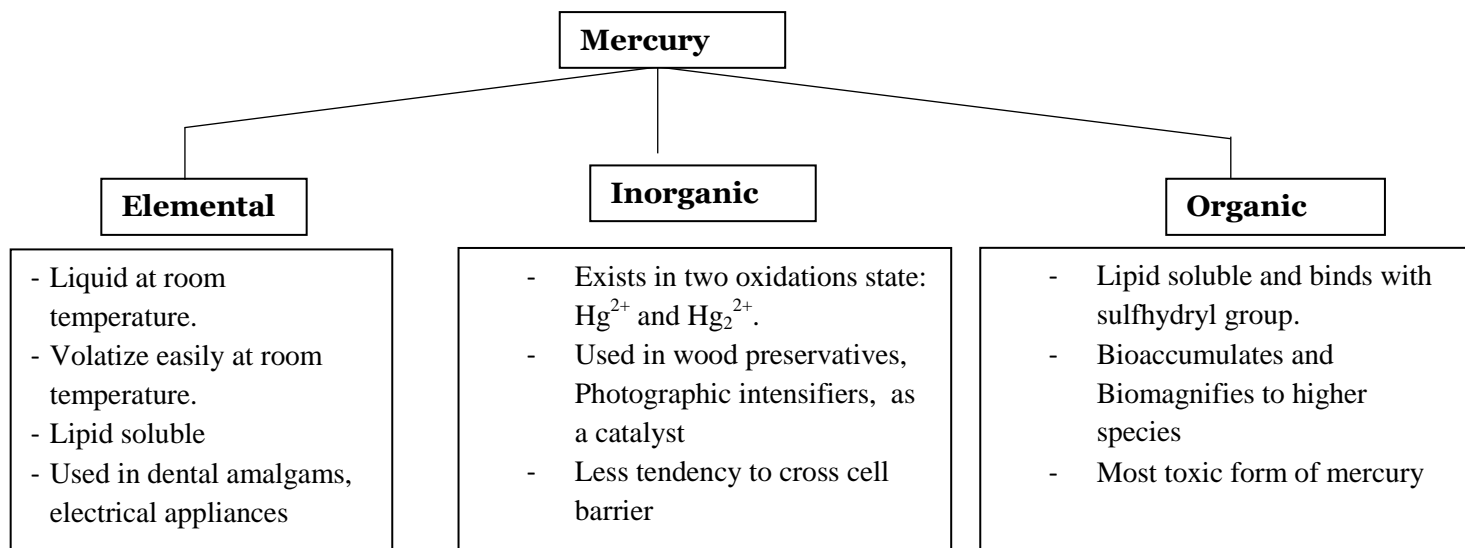 Mercury
Elemental
- Liquid at room
temperature.
- Volatize easily at room
temperature.
- Lipid soluble
- Used in dental amalgams,
electrical appliances
Inorganic
- Exists in two oxidations state:
Hg²⁺ and Hg₂²⁺.
- Used in wood preservatives,
Photographic intensifiers, as
a catalyst
- Less tendency to cross cell
barrier
Organic
- Lipid soluble and binds with
sulfhydryl group.
- Bioaccumulates and
Biomagnifies to higher
species
- Most toxic form of mercury